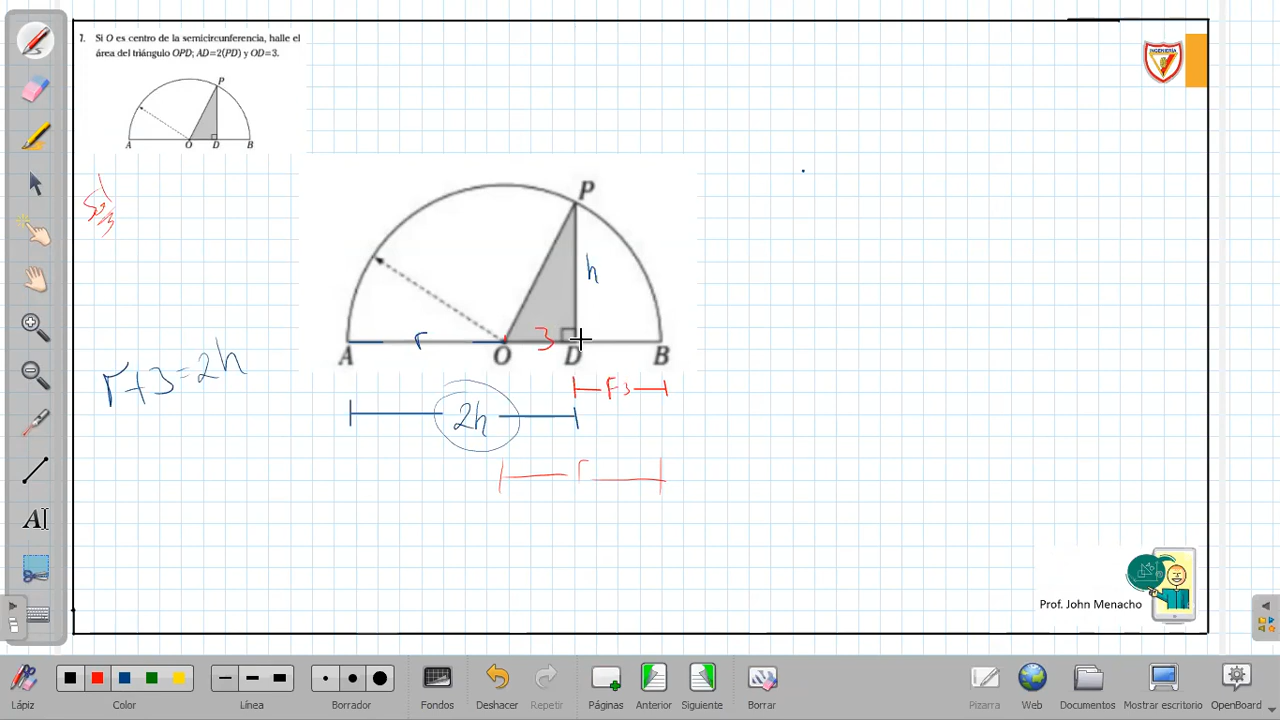 7. Si O es centro de la semicircunferencia, halle el
área del triángulo OPD; AD=2(PD) y OD=3.
P
A
O
D
B
INGENIERÍA
P
h
r
3
A
O
D
B
r+3=2h
r-3
2h
r
Prof. John Menacho
Lápiz
Color
Línea
Borrador
Fondos
Deshacer
Repetir
Páginas
Anterior
Siguiente
Borrar
Pizarra
Web
Documentos
Mostrar escritorio
OpenBoard